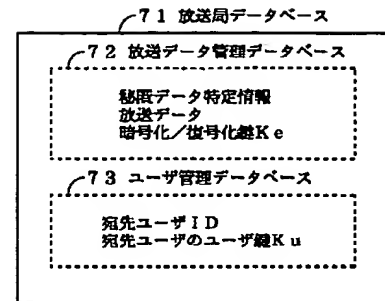 71 放送局データベース
72 放送データ管理データベース
秘匿データ特定情報
放送データ
暗号化/復号化鍵Ke
73 ユーザ管理データベース
宛先ユーザID
宛先ユーザのユーザ鍵Ku